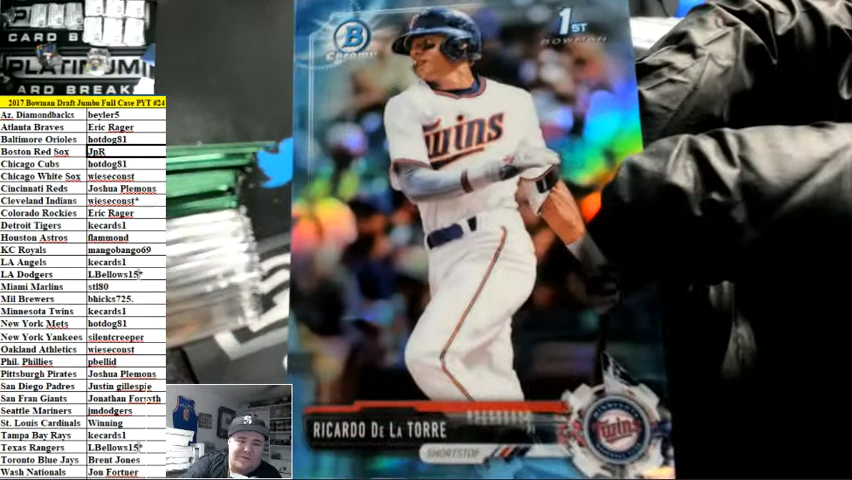 CARD B
PLATINUM
ARD BREAK
2017 Bowman Draft Jumbo Full Case PYT #24
Az. Diamondbacks beyler5
Atlanta Braves Eric Rager
Baltimore Orioles hotdog81
Boston Red Sox JpR
Chicago Cubs hotdog81
Chicago White Sox wieseconst
Cincinnati Reds Joshua Plemons
Cleveland Indians wieseconst*
Colorado Rockies Eric Rager
Detroit Tigers kecards1
Houston Astros flammond
KC Royals mangobango69
LA Angels kecards1
LA Dodgers LBellows15*
Miami Marlins stl80
Mil Brewers bhicks725.
Minnesota Twins kecards1
New York Mets hotdog81
New York Yankees silentcreeper
Oakland Athletics wieseconst
Phil. Phillies pbellid
Pittsburgh Pirates Joshua Plemons
San Diego Padres Justin gillespie
San Fran Giants Jonathan Forsyth
Seattle Mariners jmdodgers
St. Louis Cardinals Winning
Tampa Bay Rays kecards1
Texas Rangers LBellows15*
Toronto Blue Jays Brent Jones
Wash Nationals Jon Fortner
B
Chrome
1ST
BOWMAN
Twins
RICARDO DE LA TORRE
SHORTSTOP
Twins